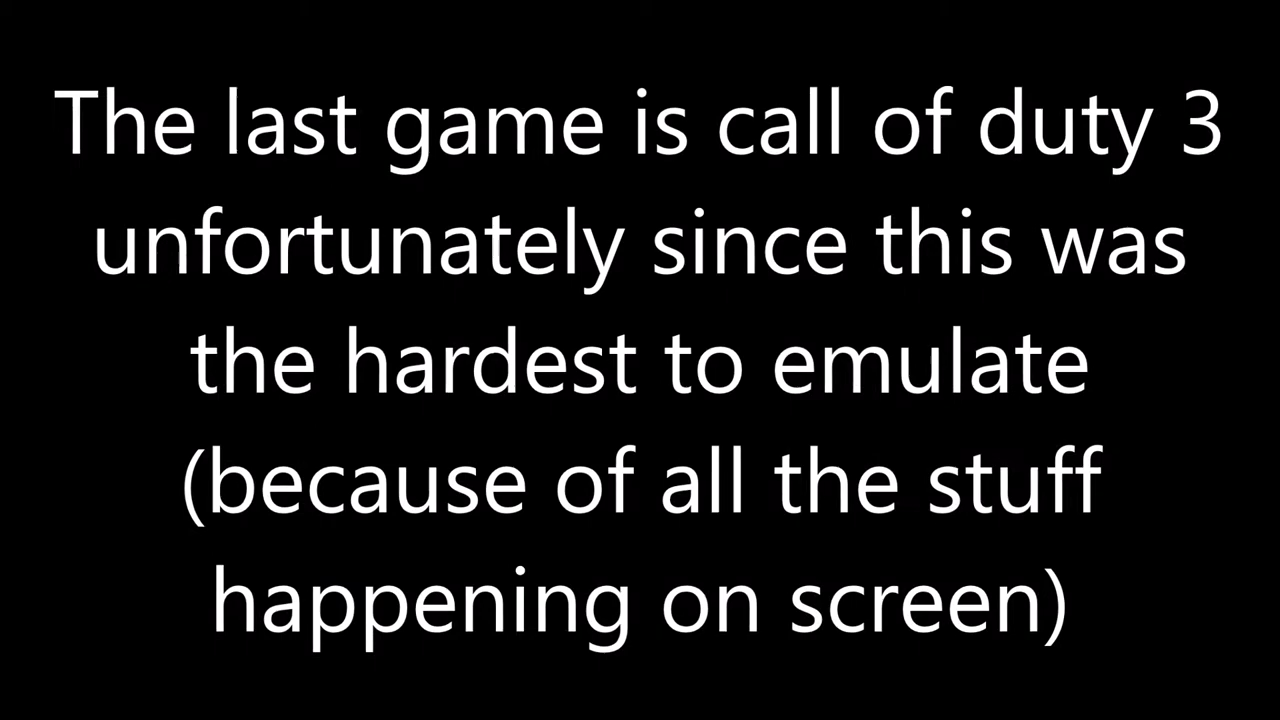 The last game is call of duty 3
unfortunately since this was
the hardest to emulate
(because of all the stuff
happening on screen)